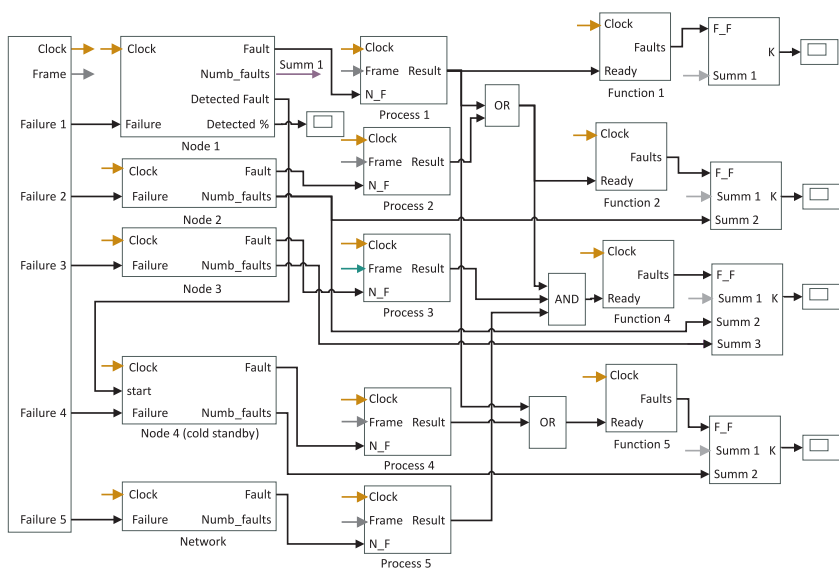 Clock
Frame
Failure 1
Failure 2
Failure 3
Failure 4
Failure 5
Clock
Fault
Numb_faults
Summ 1
Detected Fault
Failure
Detected %
Node 1
Clock
Fault
Failure
Numb_faults
Node 2
Clock
Fault
Failure
Numb_faults
Node 3
Clock
Fault
start
Failure
Numb_faults
Node 4 (cold standby)
Clock
Fault
Failure
Numb_faults
Network
Clock
Frame
Result
N_F
Process 1
Clock
Frame
Result
N_F
Process 2
Clock
Frame
Result
N_F
Process 3
Clock
Frame
Result
N_F
Process 4
Clock
Frame
Result
N_F
Process 5
OR
AND
OR
Clock
Faults
Ready
Function 1
Clock
Faults
Ready
Function 2
Clock
Faults
Ready
Function 4
Clock
Faults
Ready
Function 5
F_F
K
Summ 1
F_F
Summ 1
K
Summ 2
F_F
Summ 1
K
Summ 2
Summ 3
F_F
Summ 1
K
Summ 2